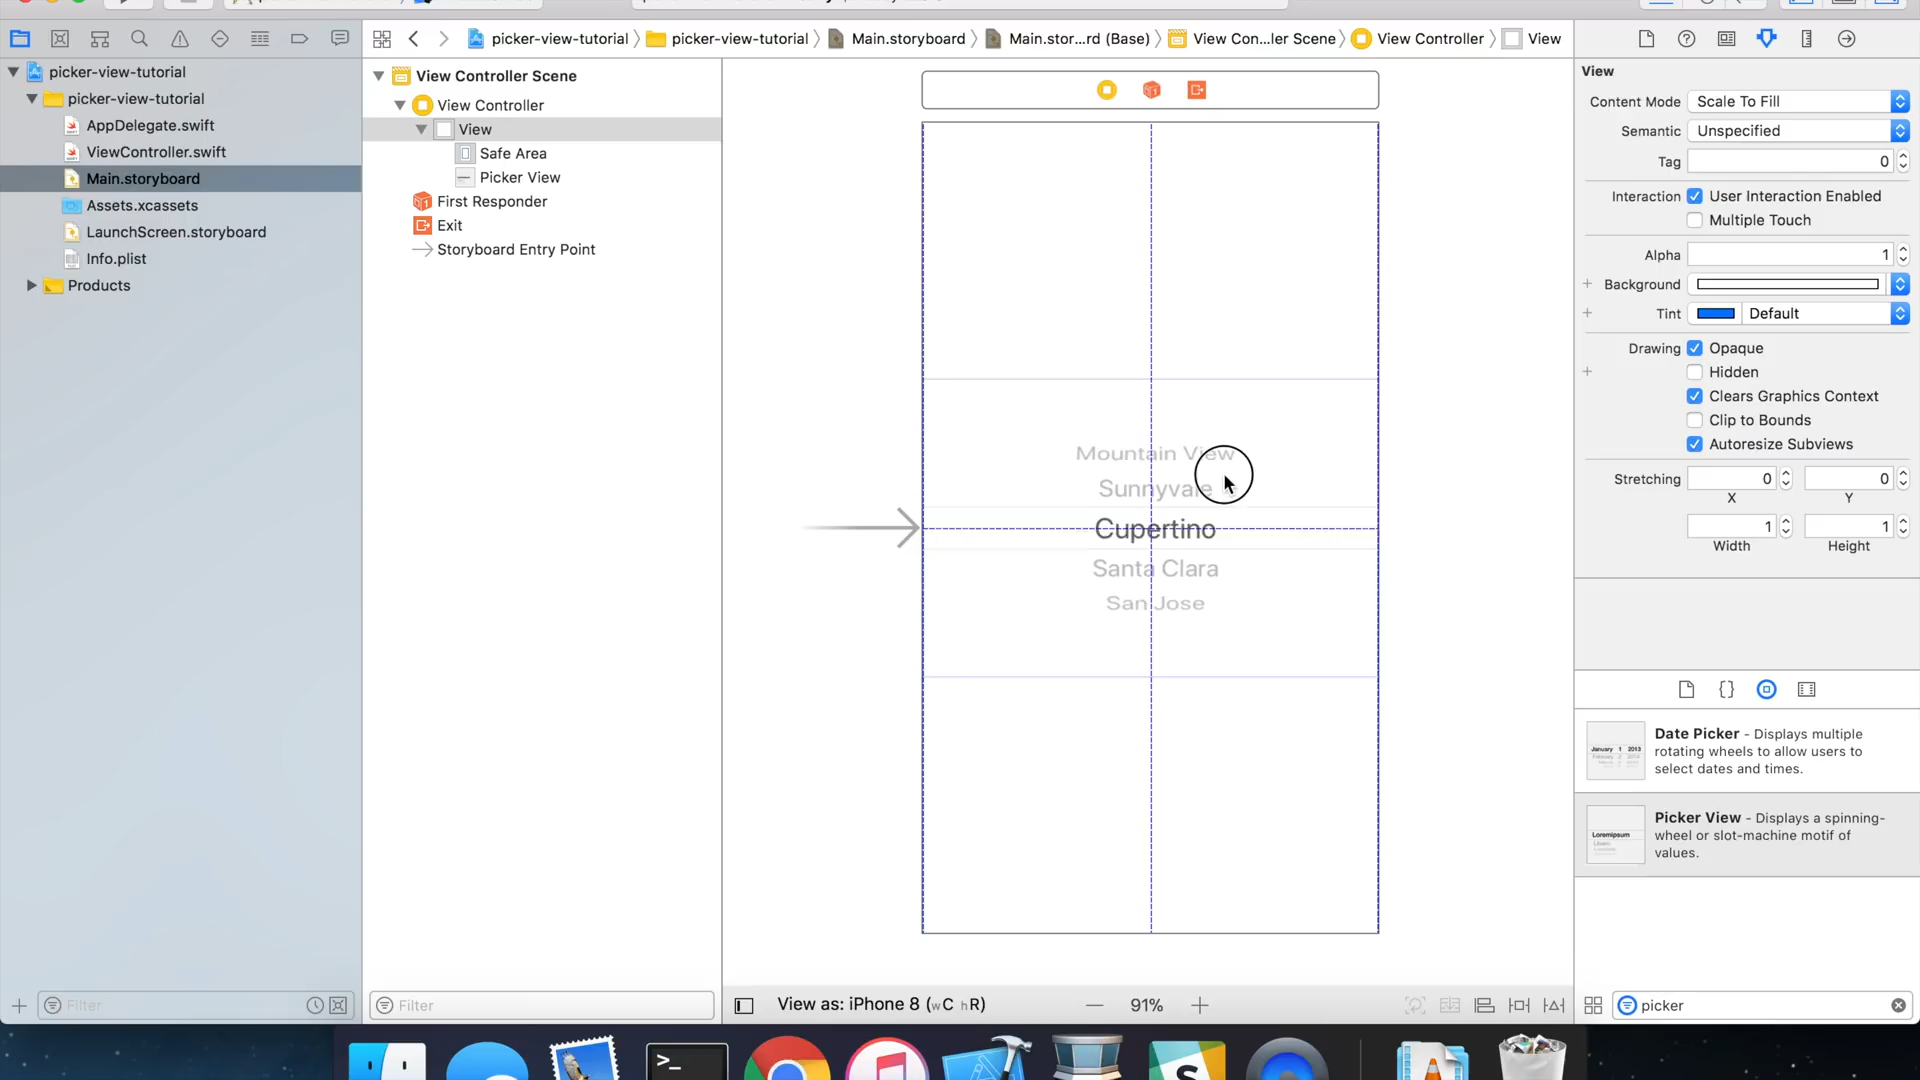 picker-view-tutorial
picker-view-tutorial
Main.storyboard
Main.stor...rd (Base)
View Con...ler Scene
View Controller
View
picker-view-tutorial
picker-view-tutorial
AppDelegate.swift
ViewController.swift
Main.storyboard
Assets.xcassets
LaunchScreen.storyboard
Info.plist
Products
Filter
View Controller Scene
View Controller
View
Safe Area
Picker View
First Responder
Exit
Storyboard Entry Point
Filter
Mountain View
Sunnyvale
Cupertino
Santa Clara
San Jose
View as: iPhone 8 (wC hR)
91%
View
Content Mode Scale To Fill
Semantic Unspecified
Tag 0
Interaction User Interaction Enabled
Multiple Touch
Alpha 1
Background
Tint Default
Drawing Opaque
Hidden
Clears Graphics Context
Clip to Bounds
Autoresize Subviews
Stretching 0 0
X Y
1 1
Width Height
January 1 2013
Date Picker - Displays multiple
rotating wheels to allow users to
select dates and times.
Loremipsum
Picker View - Displays a spinning-
wheel or slot-machine motif of
values.
picker